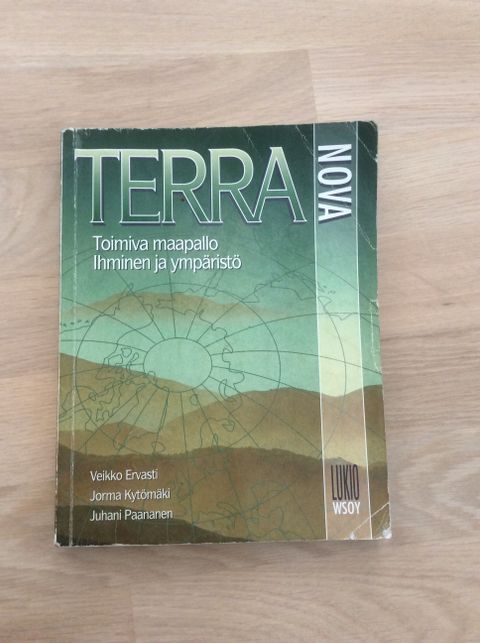 TERRA
NOVA
Toimiva maapallo
Ihminen ja ympäristö
Veikko Ervasti
Jorma Kytömäki
Juhani Paananen
LUKIO
WSOY